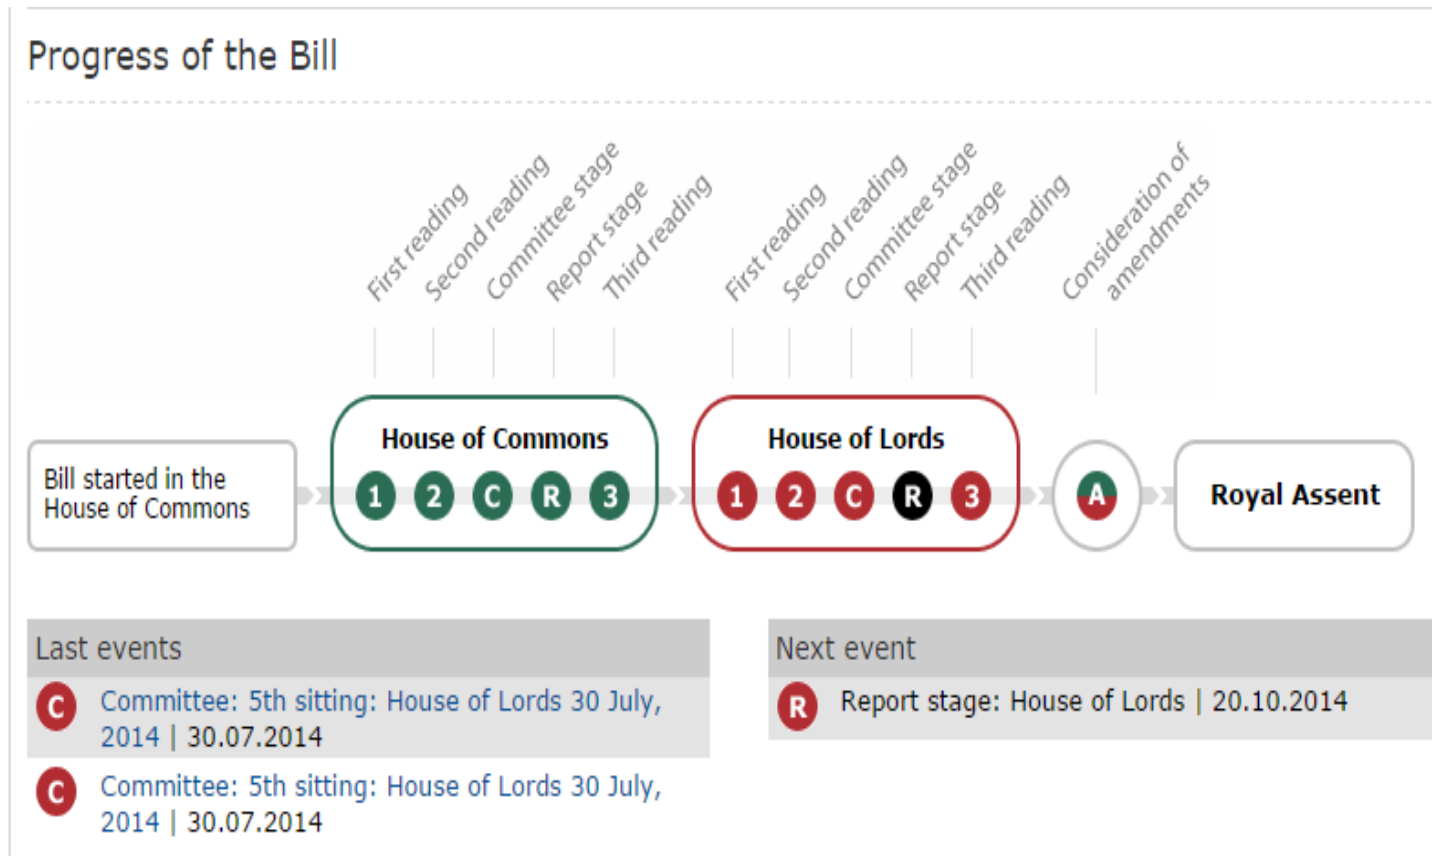 Progress of the Bill
First reading
Second reading
Committee stage
Report stage
Third reading
First reading
Second reading
Committee stage
Report stage
Third reading
Consideration of
amendments
Bill started in the
House of Commons
House of Commons
1 2 C R 3
House of Lords
1 2 C R 3
A
Royal Assent
Last events
C Committee: 5th sitting: House of Lords 30 July,
2014 | 30.07.2014
C Committee: 5th sitting: House of Lords 30 July,
2014 | 30.07.2014
Next event
R Report stage: House of Lords | 20.10.2014